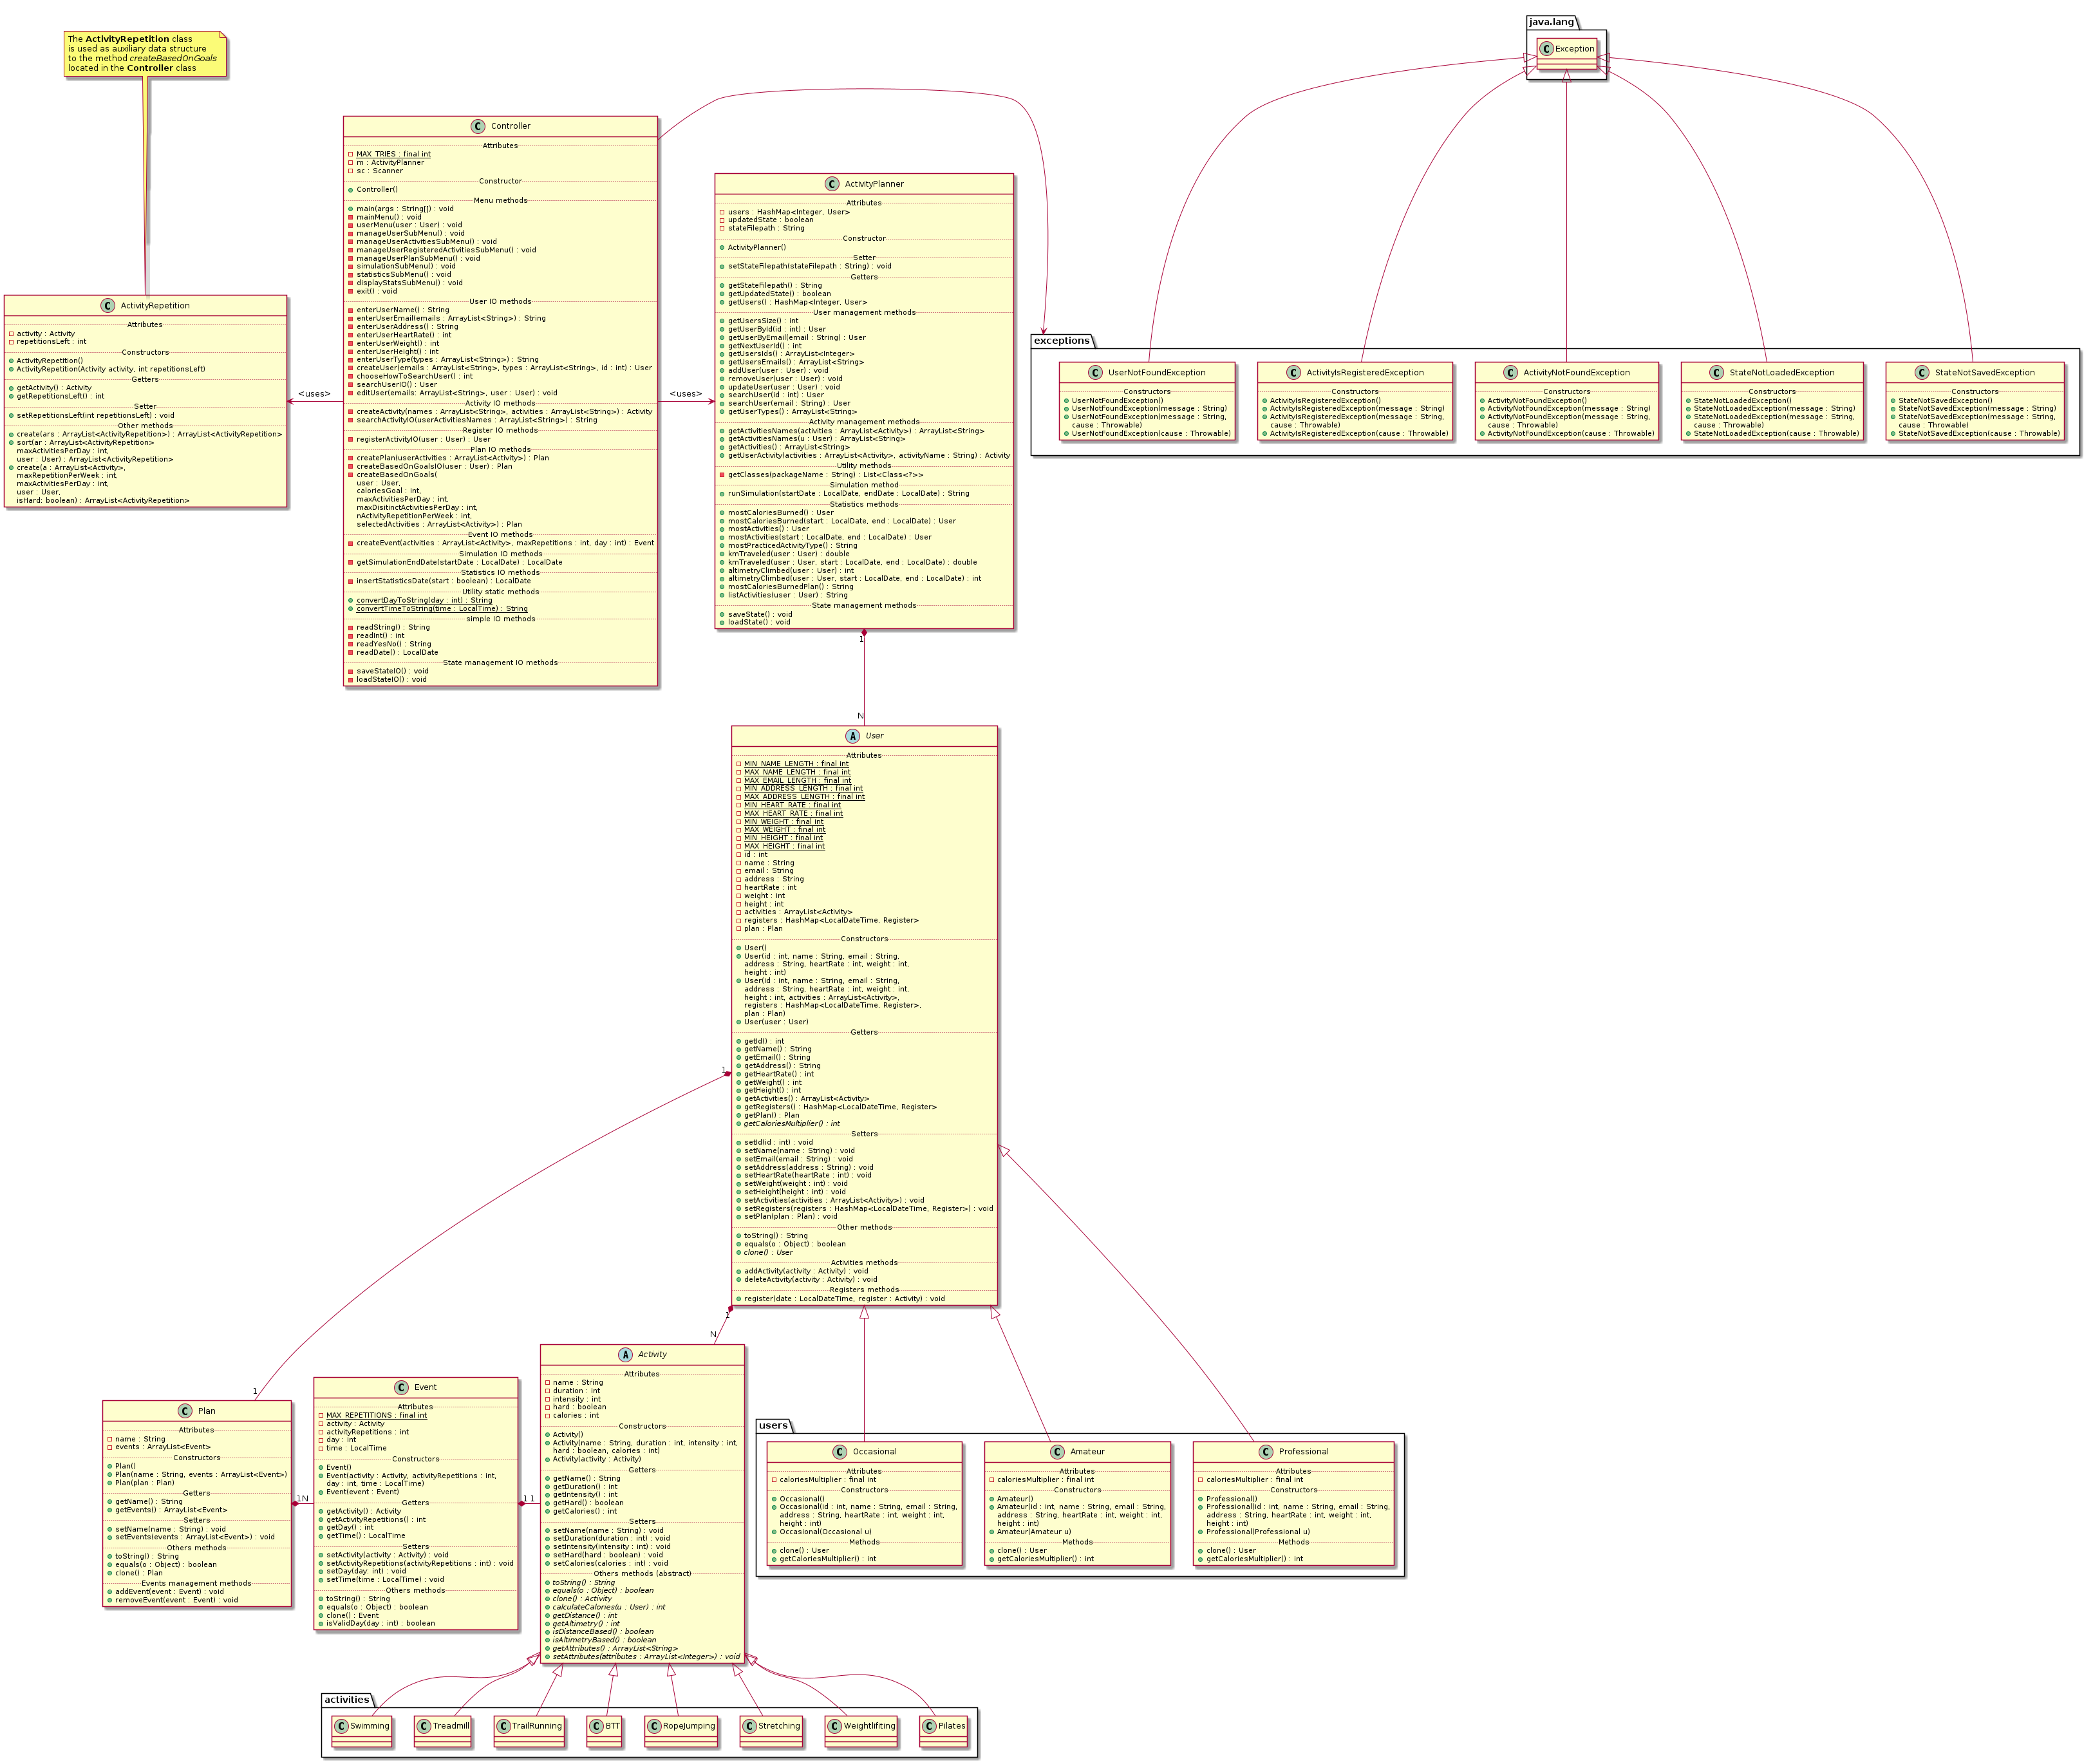 The ActivityRepetition class
is used as auxiliary data structure
to the method createBasedOnGoals
located in the Controller class
java.lang
Exception
Controller
Attributes
MAX_TRIES : final int
m : ActivityPlanner
sc : Scanner
Constructor
Controller()
Menu methods
main(args : String[]) : void
mainMenu() : void
userMenu(user : User) : void
manageUserSubMenu() : void
manageUserActivitiesSubMenu() : void
manageUserRegisteredActivitiesSubMenu() : void
manageUserPlanSubMenu() : void
simulationSubMenu() : void
statisticsSubMenu() : void
displayStatsSubMenu() : void
exit() : void
User IO methods
enterUserName() : String
enterUserEmail(emails : ArrayList<String>) : String
enterUserAddress() : String
enterUserHeartRate() : int
enterUserWeight() : int
enterUserHeight() : int
enterUserType(types : ArrayList<String>) : String
createUser(emails : ArrayList<String>, types : ArrayList<String>, id : int) : User
chooseHowToSearchUser() : int
searchUserIO() : User
editUser(emails: ArrayList<String>, user : User) : void
Activity IO methods
createActivity(names : ArrayList<String>, activities : ArrayList<String>) : Activity
searchActivityIO(userActivitiesNames : ArrayList<String>) : String
Register IO methods
registerActivityIO(user : User) : User
Plan IO methods
createPlan(userActivities : ArrayList<Activity>) : Plan
createBasedOnGoalsIO(user : User) : Plan
createBasedOnGoals(
user : User,
caloriesGoal : int,
maxActivitiesPerDay : int,
maxDisitinctActivitiesPerDay : int,
nActivityRepetitionPerWeek : int,
selectedActivities : ArrayList<Activity>) : Plan
Event IO methods
createEvent(activities : ArrayList<Activity>, maxRepetitions : int, day : int) : Event
Simulation IO methods
getSimulationEndDate(startDate : LocalDate) : LocalDate
Statistics IO methods
insertStatisticsDate(start : boolean) : LocalDate
Utility static methods
convertDayToString(day : int) : String
convertTimeToString(time : LocalTime) : String
simple IO methods
readString() : String
readInt() : int
readYesNo() : String
readDate() : LocalDate
State management IO methods
saveStateIO() : void
loadStateIO() : void
ActivityPlanner
Attributes
users : HashMap<Integer, User>
updatedState : boolean
stateFilepath : String
Constructor
ActivityPlanner()
Setter
setStateFilepath(stateFilepath : String) : void
Getters
getStateFilepath() : String
getUpdatedState() : boolean
getUsers() : HashMap<Integer, User>
User management methods
getUsersSize() : int
getUserById(id : int) : User
getUserByEmail(email : String) : User
getNextUserId() : int
getUsersIds() : ArrayList<Integer>
getUsersEmails() : ArrayList<String>
addUser(user : User) : void
removeUser(user : User) : void
updateUser(user : User) : void
searchUser(id : int) : User
searchUser(email : String) : User
getUserTypes() : ArrayList<String>
Activity management methods
getActivitiesNames(activities : ArrayList<Activity>) : ArrayList<String>
getActivitiesNames(u : User) : ArrayList<String>
getActivities() : ArrayList<String>
getUserActivity(activities : ArrayList<Activity>, activityName : String) : Activity
Utility methods
getClasses(packageName : String) : List<Class<?>>
Simulation method
runSimulation(startDate : LocalDate, endDate : LocalDate) : String
Statistics methods
mostCaloriesBurned() : User
mostCaloriesBurned(start : LocalDate, end : LocalDate) : User
mostActivities() : User
mostActivities(start : LocalDate, end : LocalDate) : User
mostPracticedActivityType() : String
kmTraveled(user : User) : double
kmTraveled(user : User, start : LocalDate, end : LocalDate) : double
altimetryClimbed(user : User) : int
altimetryClimbed(user : User, start : LocalDate, end : LocalDate) : int
mostCaloriesBurnedPlan() : String
listActivities(user : User) : String
State management methods
saveState() : void
loadState() : void
ActivityRepetition
Attributes
activity : Activity
repetitionsLeft : int
Constructors
ActivityRepetition()
ActivityRepetition(Activity activity, int repetitionsLeft)
Getters
getActivity() : Activity
getRepetitionsLeft() : int
Setter
setRepetitionsLeft(int repetitionsLeft) : void
Other methods
create(ars : ArrayList<ActivityRepetition>) : ArrayList<ActivityRepetition>
sort(ar : ArrayList<ActivityRepetition>
maxActivitiesPerDay : int,
user : User) : ArrayList<ActivityRepetition>
create(a : ArrayList<Activity>,
maxRepetitionPerWeek : int,
maxActivitiesPerDay : int,
user : User,
isHard: boolean) : ArrayList<ActivityRepetition>
<uses>
<uses>
exceptions
UserNotFoundException
Constructors
UserNotFoundException()
UserNotFoundException(message : String)
UserNotFoundException(message : String,
cause : Throwable)
UserNotFoundException(cause : Throwable)
ActivityIsRegisteredException
Constructors
ActivityIsRegisteredException()
ActivityIsRegisteredException(message : String)
ActivityIsRegisteredException(message : String,
cause : Throwable)
ActivityIsRegisteredException(cause : Throwable)
ActivityNotFoundException
Constructors
ActivityNotFoundException()
ActivityNotFoundException(message : String)
ActivityNotFoundException(message : String,
cause : Throwable)
ActivityNotFoundException(cause : Throwable)
StateNotLoadedException
Constructors
StateNotLoadedException()
StateNotLoadedException(message : String)
StateNotLoadedException(message : String,
cause : Throwable)
StateNotLoadedException(cause : Throwable)
StateNotSavedException
Constructors
StateNotSavedException()
StateNotSavedException(message : String)
StateNotSavedException(message : String,
cause : Throwable)
StateNotSavedException(cause : Throwable)
1
N
User
Attributes
MIN_NAME_LENGTH : final int
MAX_NAME_LENGTH : final int
MAX_EMAIL_LENGTH : final int
MIN_ADDRESS_LENGTH : final int
MAX_ADDRESS_LENGTH : final int
MIN_HEART_RATE : final int
MAX_HEART_RATE : final int
MIN_WEIGHT : final int
MAX_WEIGHT : final int
MIN_HEIGHT : final int
MAX_HEIGHT : final int
id : int
name : String
email : String
address : String
heartRate : int
weight : int
height : int
activities : ArrayList<Activity>
registers : HashMap<LocalDateTime, Register>
plan : Plan
Constructors
User()
User(id : int, name : String, email : String,
address : String, heartRate : int, weight : int,
height : int)
User(id : int, name : String, email : String,
address : String, heartRate : int, weight : int,
height : int, activities : ArrayList<Activity>,
registers : HashMap<LocalDateTime, Register>,
plan : Plan)
User(user : User)
Getters
getId() : int
getName() : String
getEmail() : String
getAddress() : String
getHeartRate() : int
getWeight() : int
getHeight() : int
getActivities() : ArrayList<Activity>
getRegisters() : HashMap<LocalDateTime, Register>
getPlan() : Plan
getCaloriesMultiplier() : int
Setters
setId(id : int) : void
setName(name : String) : void
setEmail(email : String) : void
setAddress(address : String) : void
setHeartRate(heartRate : int) : void
setWeight(weight : int) : void
setHeight(height : int) : void
setActivities(activities : ArrayList<Activity>) : void
setRegisters(registers : HashMap<LocalDateTime, Register>) : void
setPlan(plan : Plan) : void
Other methods
toString() : String
equals(o : Object) : boolean
clone() : User
Activities methods
addActivity(activity : Activity) : void
deleteActivity(activity : Activity) : void
Registers methods
register(date : LocalDateTime, register : Activity) : void
1
1
1
N
Plan
Attributes
name : String
events : ArrayList<Event>
Constructors
Plan()
Plan(name : String, events : ArrayList<Event>)
Plan(plan : Plan)
Getters
getName() : String
getEvents() : ArrayList<Event>
Setters
setName(name : String) : void
setEvents(events : ArrayList<Event>) : void
Others methods
toString() : String
equals(o : Object) : boolean
clone() : Plan
Events management methods
addEvent(event : Event) : void
removeEvent(event : Event) : void
1N
Event
Attributes
MAX_REPETITIONS : final int
activity : Activity
activityRepetitions : int
day : int
time : LocalTime
Constructors
Event()
Event(activity : Activity, activityRepetitions : int,
day : int, time : LocalTime)
Event(event : Event)
Getters
getActivity() : Activity
getActivityRepetitions() : int
getDay() : int
getTime() : LocalTime
Setters
setActivity(activity : Activity) : void
setActivityRepetitions(activityRepetitions : int) : void
setDay(day: int) : void
setTime(time : LocalTime) : void
Others methods
toString() : String
equals(o : Object) : boolean
clone() : Event
isValidDay(day : int) : boolean
11
Activity
Attributes
name : String
duration : int
intensity : int
hard : boolean
calories : int
Constructors
Activity()
Activity(name : String, duration : int, intensity : int,
hard : boolean, calories : int)
Activity(activity : Activity)
Getters
getName() : String
getDuration() : int
getIntensity() : int
getHard() : boolean
getCalories() : int
Setters
setName(name : String) : void
setDuration(duration : int) : void
setIntensity(intensity : int) : void
setHard(hard : boolean) : void
setCalories(calories : int) : void
Others methods (abstract)
toString() : String
equals(o : Object) : boolean
clone() : Activity
calculateCalories(u : User) : int
getDistance() : int
getAltimetry() : int
isDistanceBased() : boolean
isAltimetryBased() : boolean
getAttributes() : ArrayList<String>
setAttributes(attributes : ArrayList<Integer>) : void
users
Occasional
Attributes
caloriesMultiplier : final int
Constructors
Occasional()
Occasional(id : int, name : String, email : String,
address : String, heartRate : int, weight : int,
height : int)
Occasional(Occasional u)
Methods
clone() : User
getCaloriesMultiplier() : int
Amateur
Attributes
caloriesMultiplier : final int
Constructors
Amateur()
Amateur(id : int, name : String, email : String,
address : String, heartRate : int, weight : int,
height : int)
Amateur(Amateur u)
Methods
clone() : User
getCaloriesMultiplier() : int
Professional
Attributes
caloriesMultiplier : final int
Constructors
Professional()
Professional(id : int, name : String, email : String,
address : String, heartRate : int, weight : int,
height : int)
Professional(Professional u)
Methods
clone() : User
getCaloriesMultiplier() : int
activities
Swimming
Treadmill
TrailRunning
BTT
RopeJumping
Stretching
Weightlifiting
Pilates